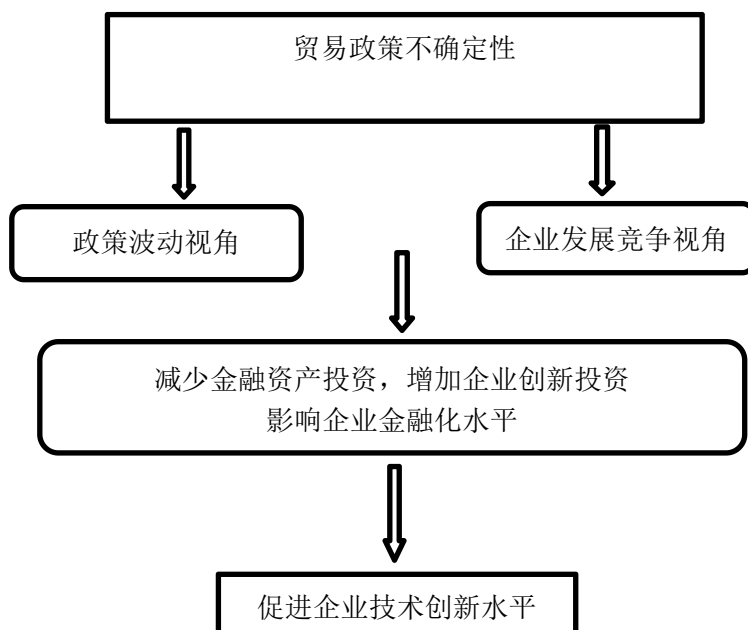 贸易政策不确定性
政策波动视角
企业发展竞争视角
减少金融资产投资，增加企业创新投资
影响企业金融化水平
促进企业技术创新水平